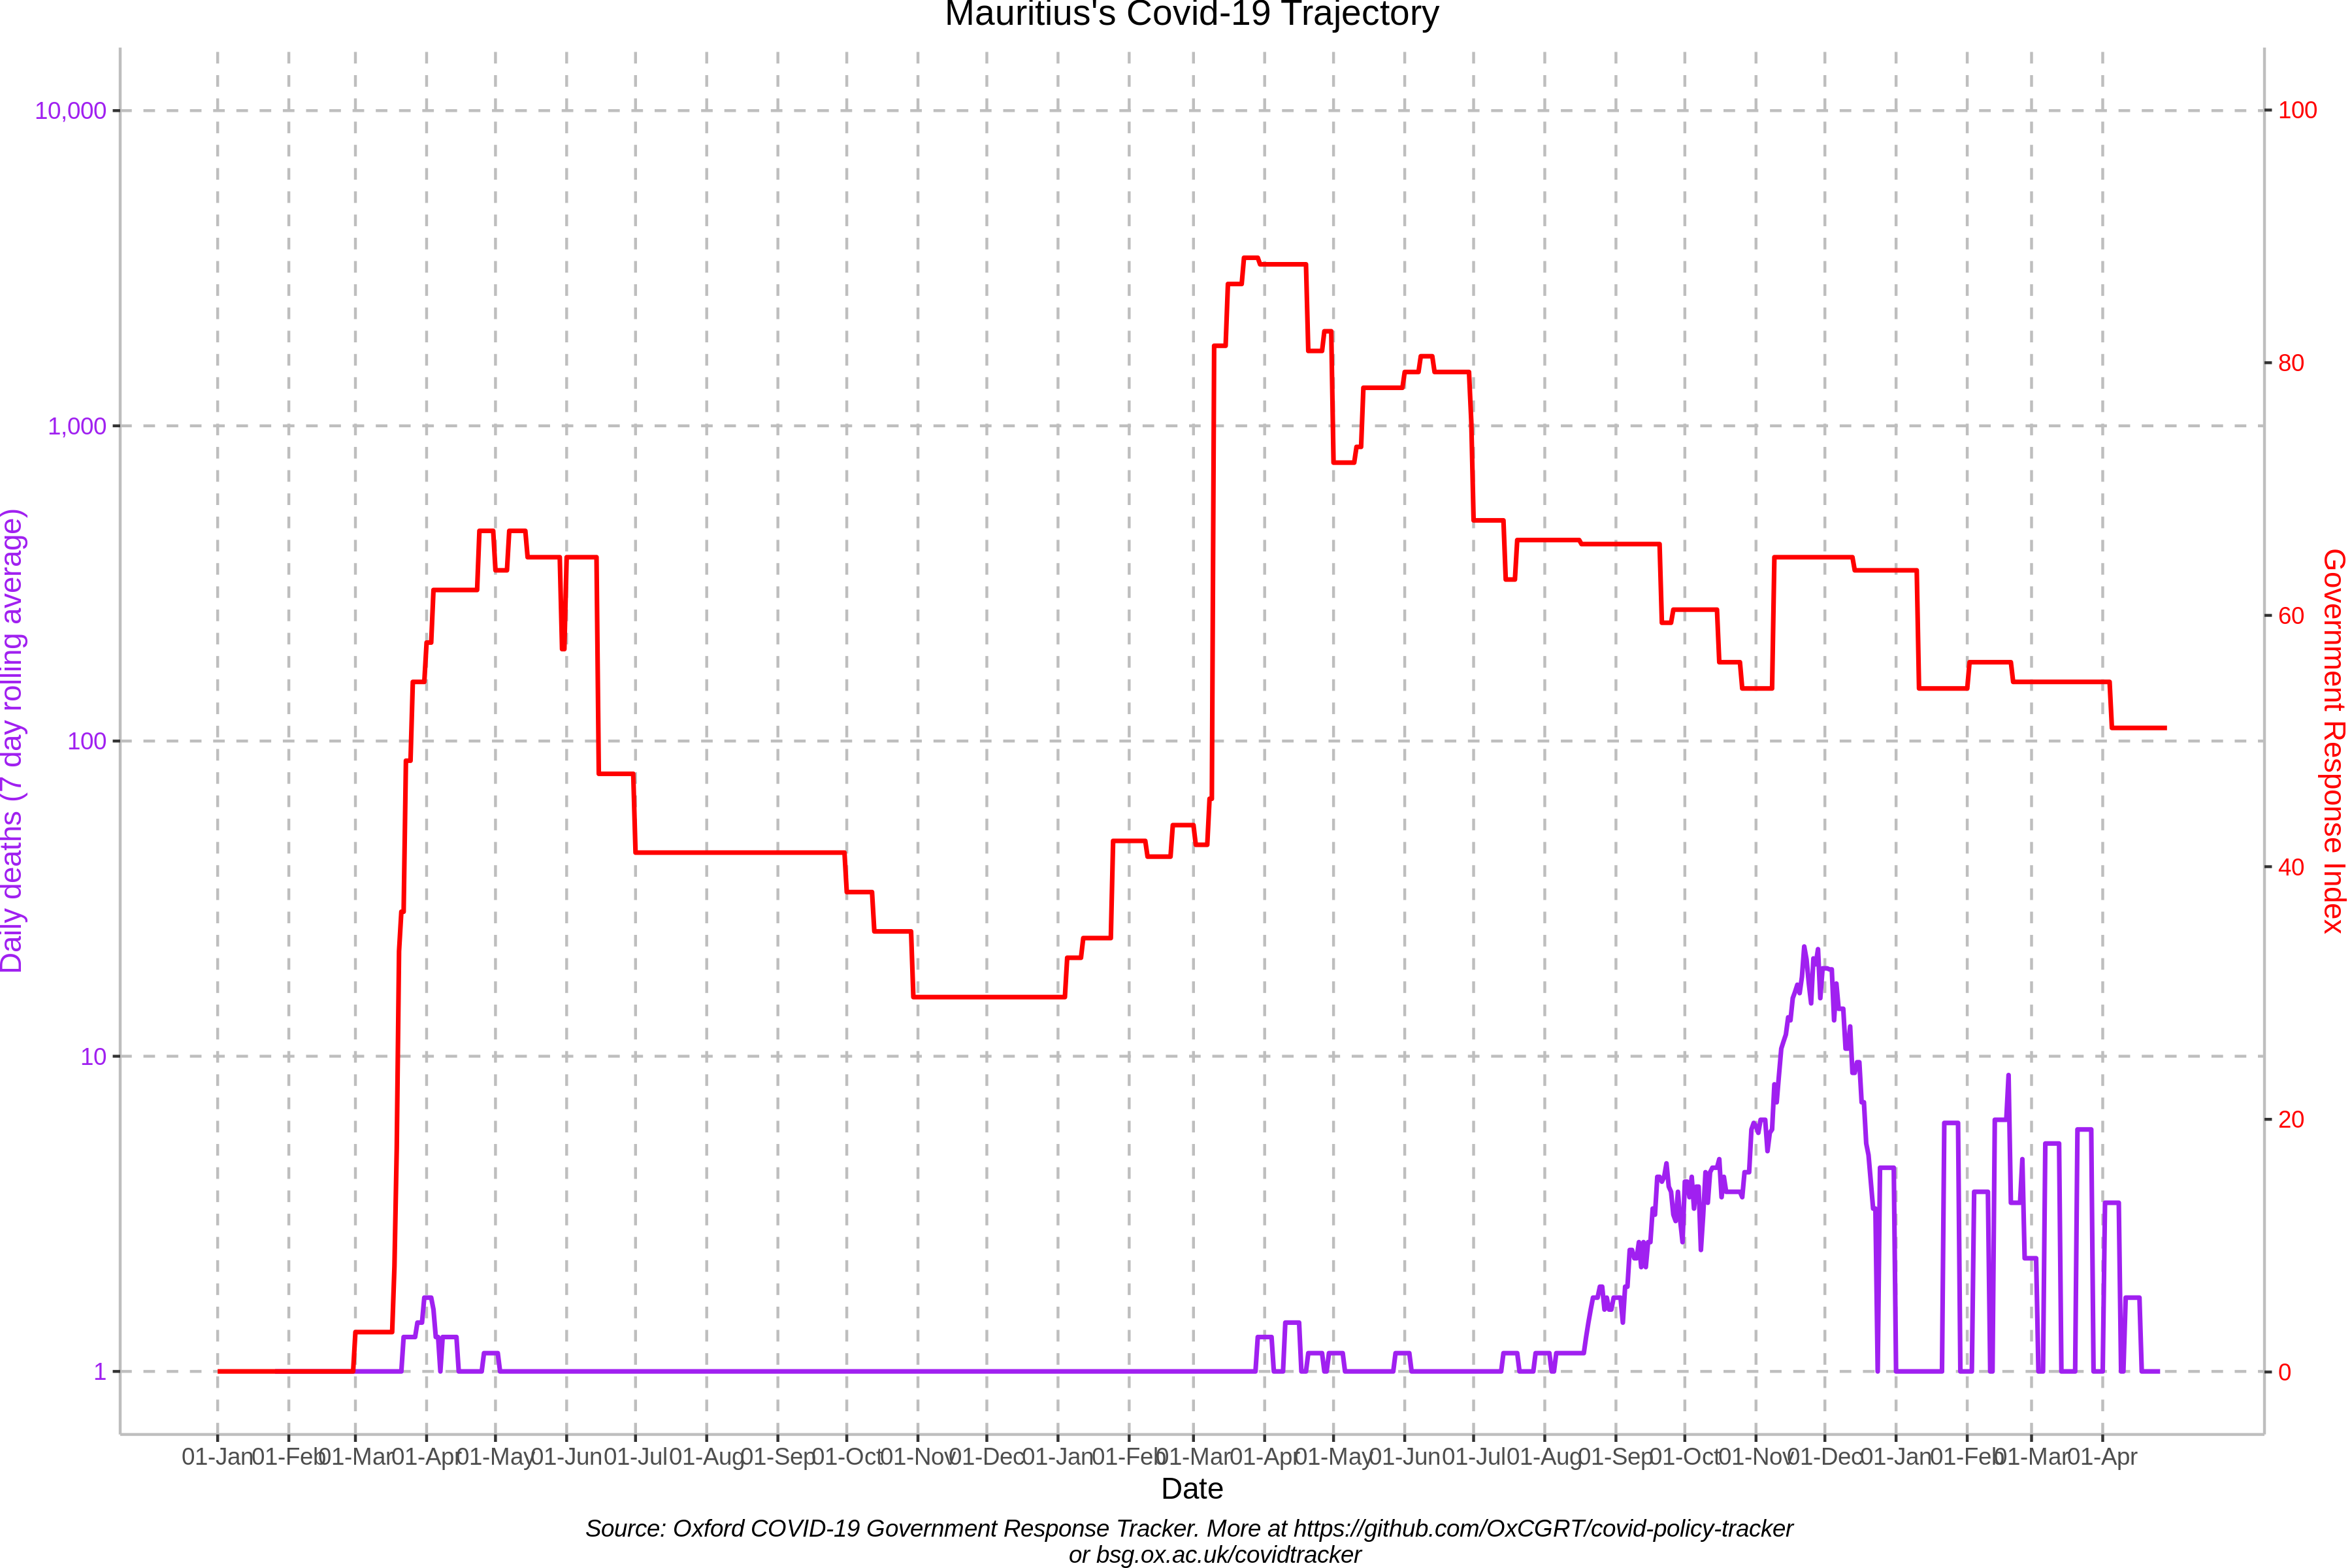 Mauritius's Covid-19 Trajectory
10,000
1,000
100
10
1
Daily deaths (7 day rolling average)
100
80
60
40
20
0
Government Response Index
01-Jan 01-Feb 01-Mar 01-Apr 01-May 01-Jun 01-Jul 01-Aug 01-Sep 01-Oct 01-Nov 01-Dec 01-Jan 01-Feb 01-Mar 01-Apr 01-May 01-Jun 01-Jul 01-Aug 01-Sep 01-Oct 01-Nov 01-Dec 01-Jan 01-Feb 01-Mar 01-Apr
Date
Source: Oxford COVID-19 Government Response Tracker. More at https://github.com/OxCGRT/covid-policy-tracker
or bsg.ox.ac.uk/covidtracker